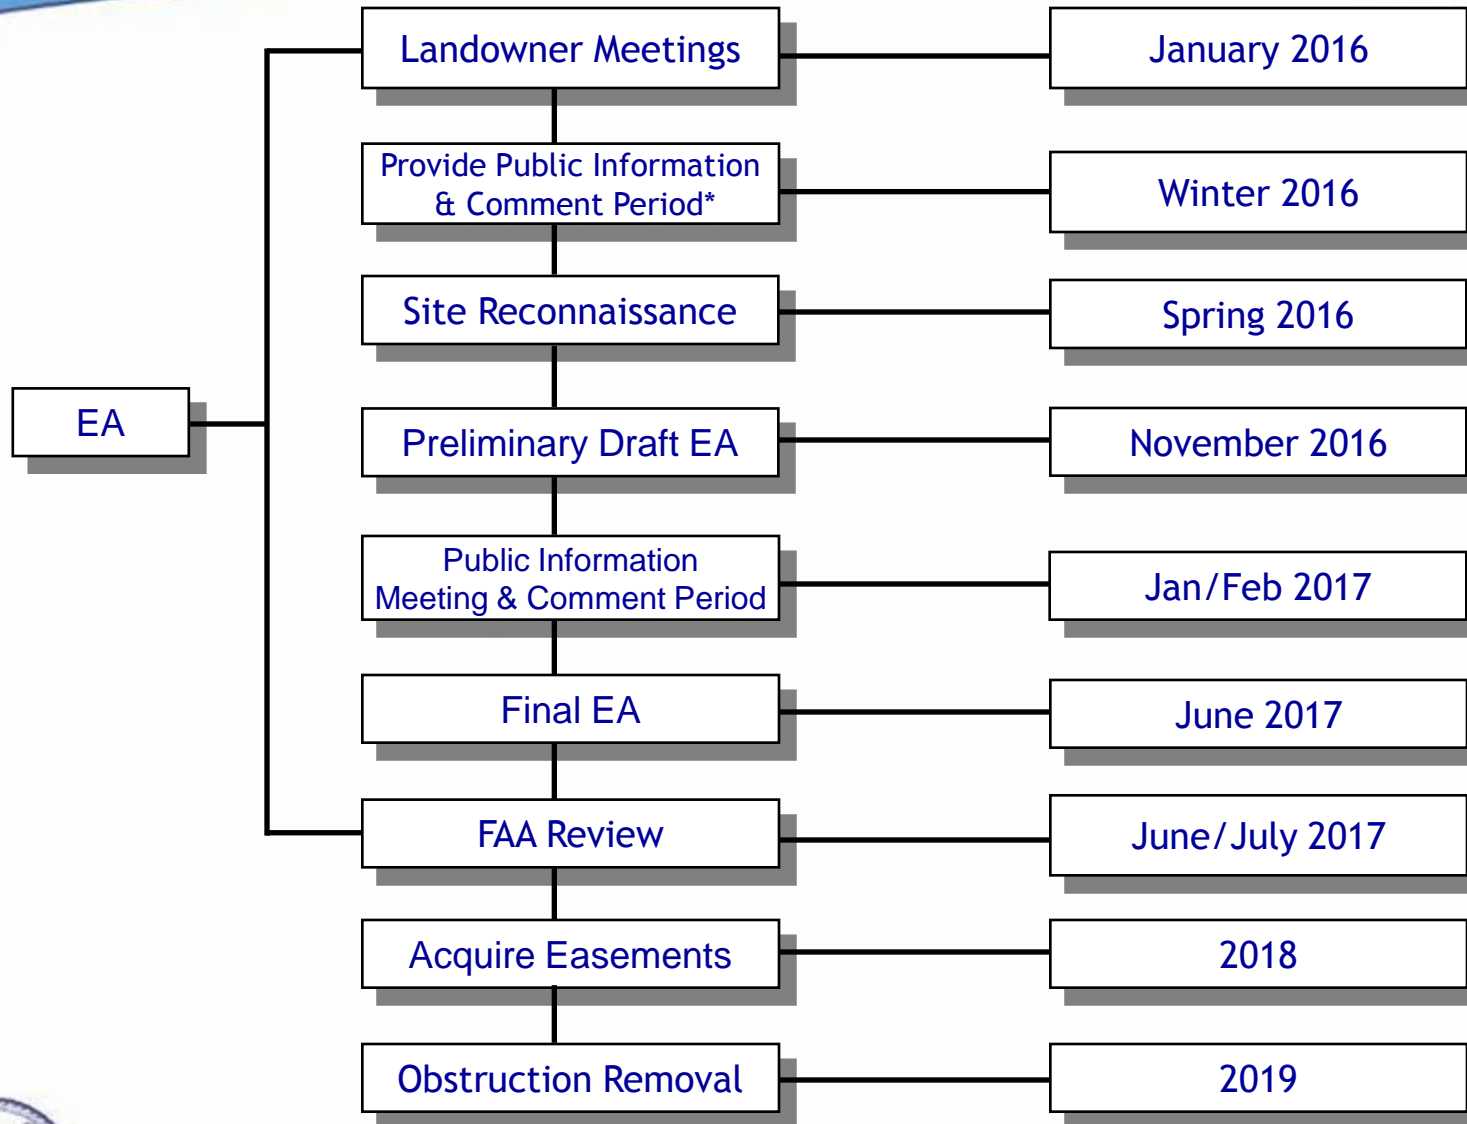 Landowner Meetings
January 2016
Provide Public Information
& Comment Period*
Winter 2016
Site Reconnaissance
Spring 2016
EA
Preliminary Draft EA
November 2016
Public Information
Meeting & Comment Period
Jan/Feb 2017
Final EA
June 2017
FAA Review
June/July 2017
Acquire Easements
2018
Obstruction Removal
2019